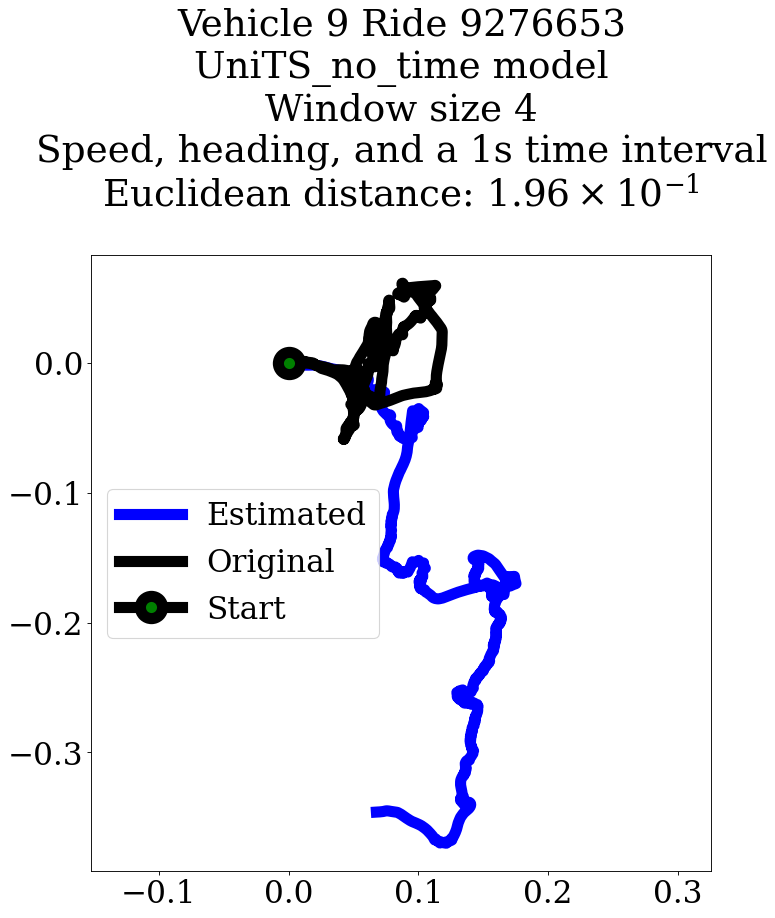 Vehicle 9 Ride 9276653
UniTS_no_time model
Window size 4
Speed, heading, and a 1s time interval
Euclidean distance: 1.96 × 10⁻¹
0.0
−0.1
−0.2
−0.3
Estimated
Original
Start
−0.1
0.0
0.1
0.2
0.3